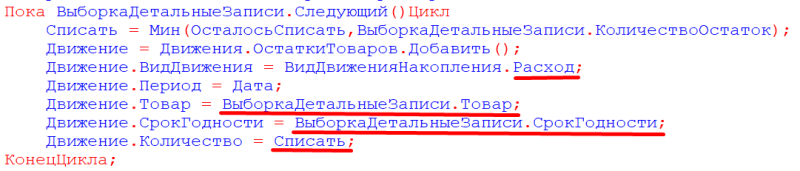 Пока ВыборкаДетальныеЗаписи.Следующий()Цикл
Списать = Мин(ОсталосьСписать,ВыборкаДетальныеЗаписи.КоличествоОстаток);
Движение = Движения.ОстаткиТоваров.Добавить();
Движение.ВидДвижения = ВидДвиженияНакопления.Расход;
Движение.Период = Дата;
Движение.Товар = ВыборкаДетальныеЗаписи.Товар;
Движение.СрокГодности = ВыборкаДетальныеЗаписи.СрокГодности;
Движение.Количество = Списать;
КонецЦикла;